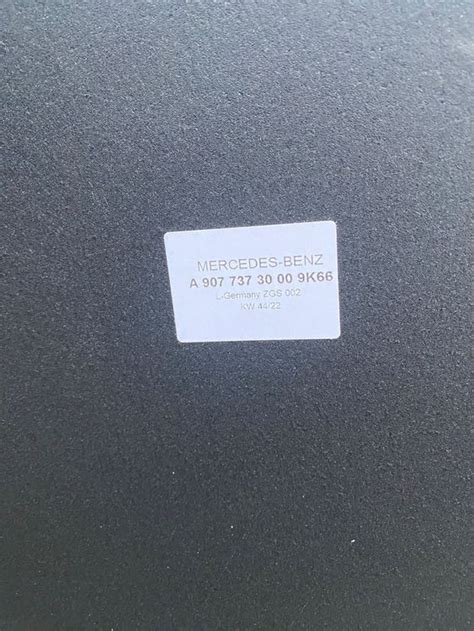 MERCEDES-BENZ
A 907 737 30 00 9K66
L-Germany ZGS 002
KW 44/22